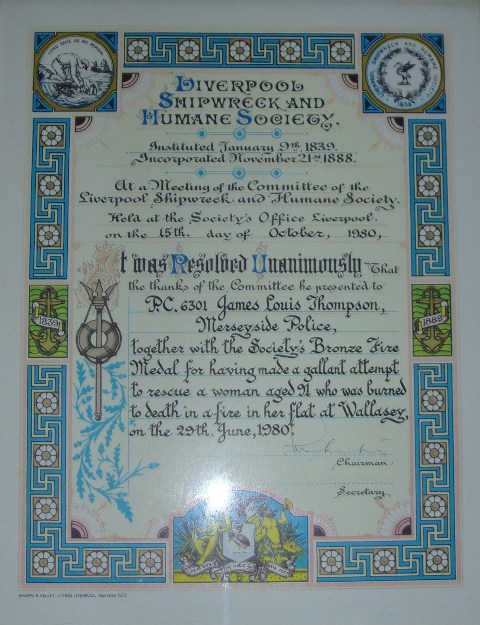 LIVERPOOL
SHIPWRECK AND
HUMANE SOCIETY.
Instituted January 9th, 1839.
Incorporated November 21st 1888.
At a Meeting of the Committee of the
Liverpool Shipwreck and Humane Society.
Held at the Society's Office Liverpool.
on the 15th. day of October, 1980,
It was Resolved Unanimously That
the thanks of the Committee be presented to
P.C. 6301 James Louis Thompson,
Merseyside Police,
together with the Society's Bronze Fire
Medal for having made a gallant attempt
to rescue a woman aged 91 who was burned
to death in a fire in her flat at Wallasey,
on the 29th. June, 1980.
1839
1888
Chairman
Secretary.